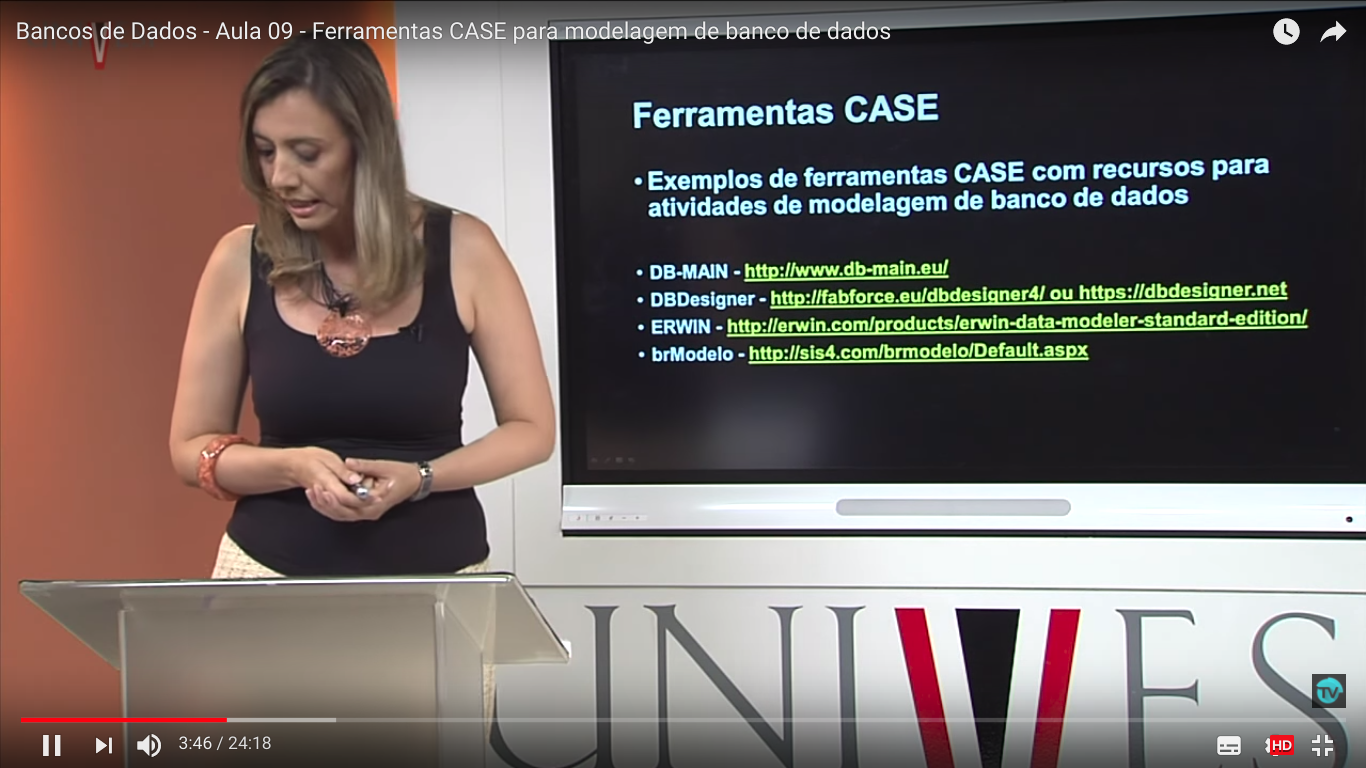 Bancos de Dados - Aula 09 - Ferramentas CASE para modelagem de banco de dados
Ferramentas CASE
• Exemplos de ferramentas CASE com recursos para
atividades de modelagem de banco de dados
• DB-MAIN - http://www.db-main.eu/
• DBDesigner - http://fabforce.eu/dbdesigner4/ ou https://dbdesigner.net
• ERWIN - http://erwin.com/products/erwin-data-modeler-standard-edition/
• brModelo - http://sis4.com/brmodelo/Default.aspx
UNIVES
TV
3:46 / 24:18
HD